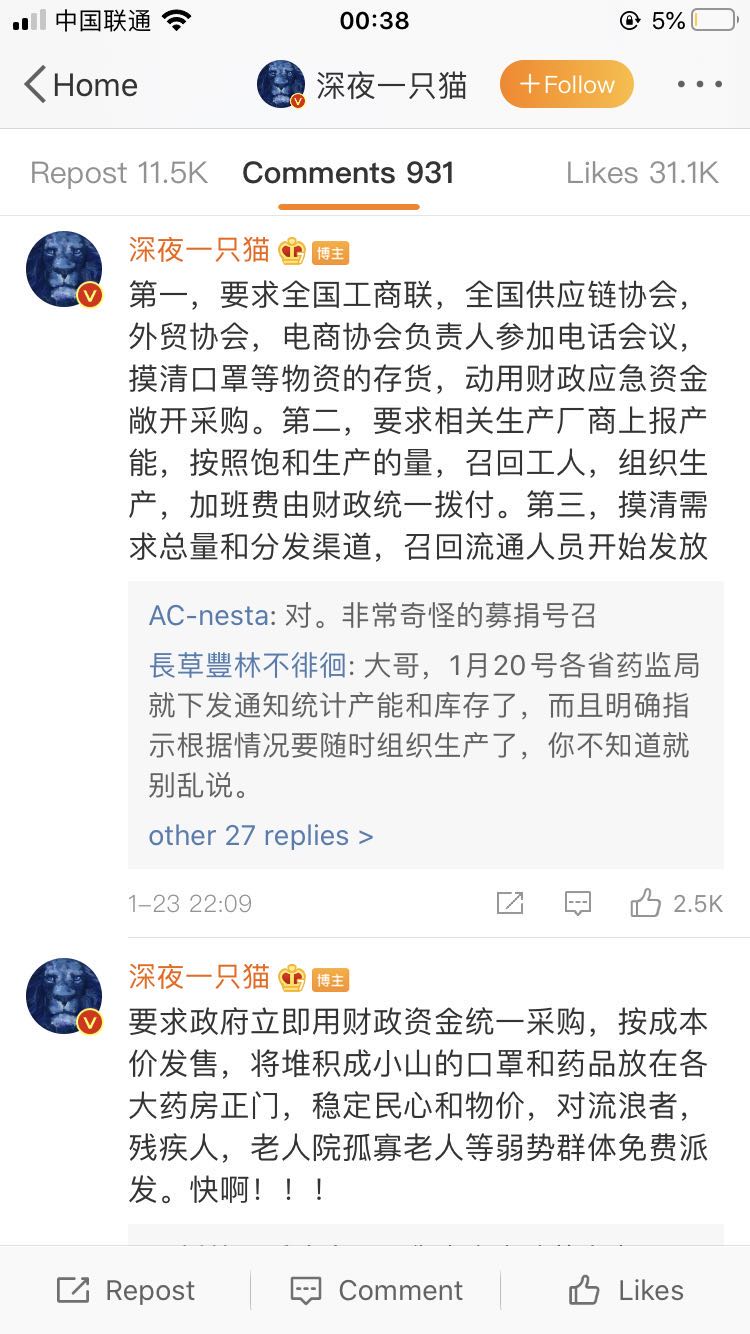 中国联通 00:38 5%
Home 深夜一只猫 +Follow
Repost 11.5K Comments 931 Likes 31.1K
深夜一只猫 博主
第一，要求全国工商联，全国供应链协会，
外贸协会，电商协会负责人参加电话会议，
摸清口罩等物资的存货，动用财政应急资金
敞开采购。第二，要求相关生产厂商上报产
能，按照饱和生产的量，召回工人，组织生
产，加班费由财政统一拨付。第三，摸清需
求总量和分发渠道，召回流通人员开始发放
AC-nesta: 对。非常奇怪的募捐号召
長草豐林不徘徊: 大哥，1月20号各省药监局
就下发通知统计产能和库存了，而且明确指
示根据情况要随时组织生产了，你不知道就
别乱说。
other 27 replies >
1-23 22:09 2.5K
深夜一只猫 博主
要求政府立即用财政资金统一采购，按成本
价发售，将堆积成小山的口罩和药品放在各
大药房正门，稳定民心和物价，对流浪者，
残疾人，老人院孤寡老人等弱势群体免费派
发。快啊！！！
Repost Comment Likes